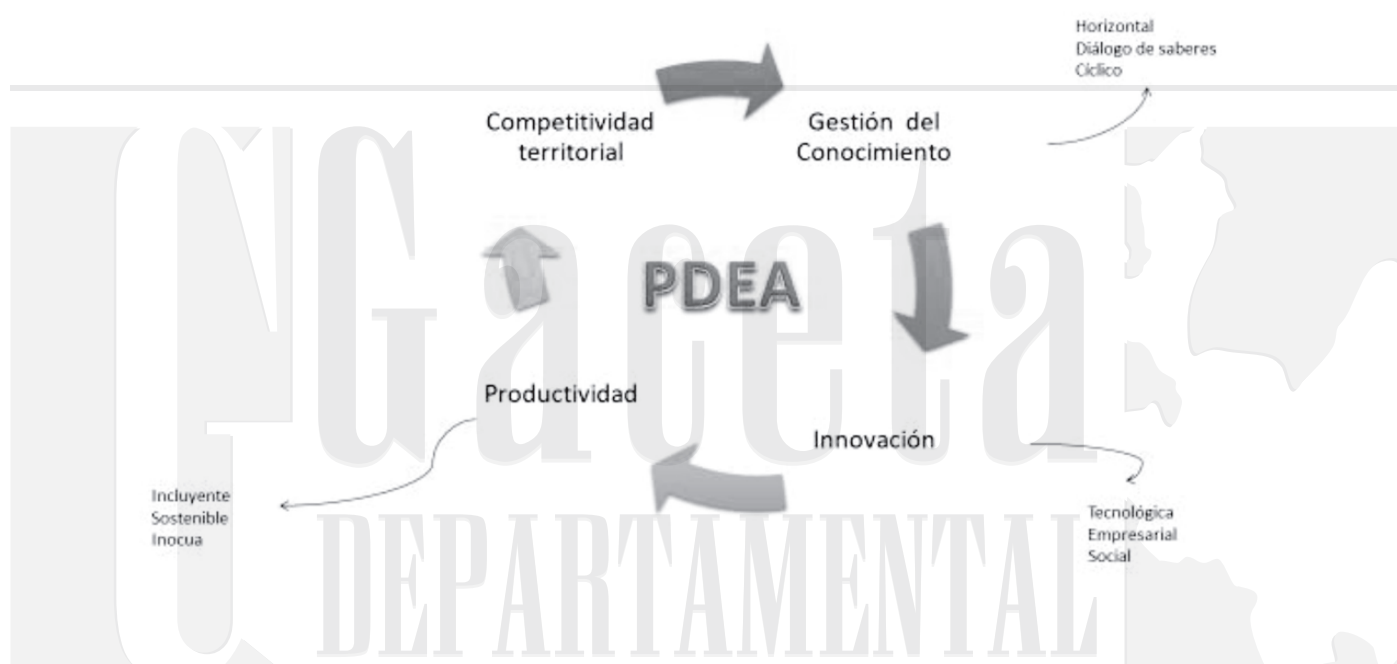 Horizontal
Diálogo de saberes
Cíclico
Competitividad
territorial
Gestión del
Conocimiento
PDEA
Productividad
Innovación
Incluyente
Sostenible
Inocua
Tecnológica
Empresarial
Social
Gaceta
DEPARTAMENTAL